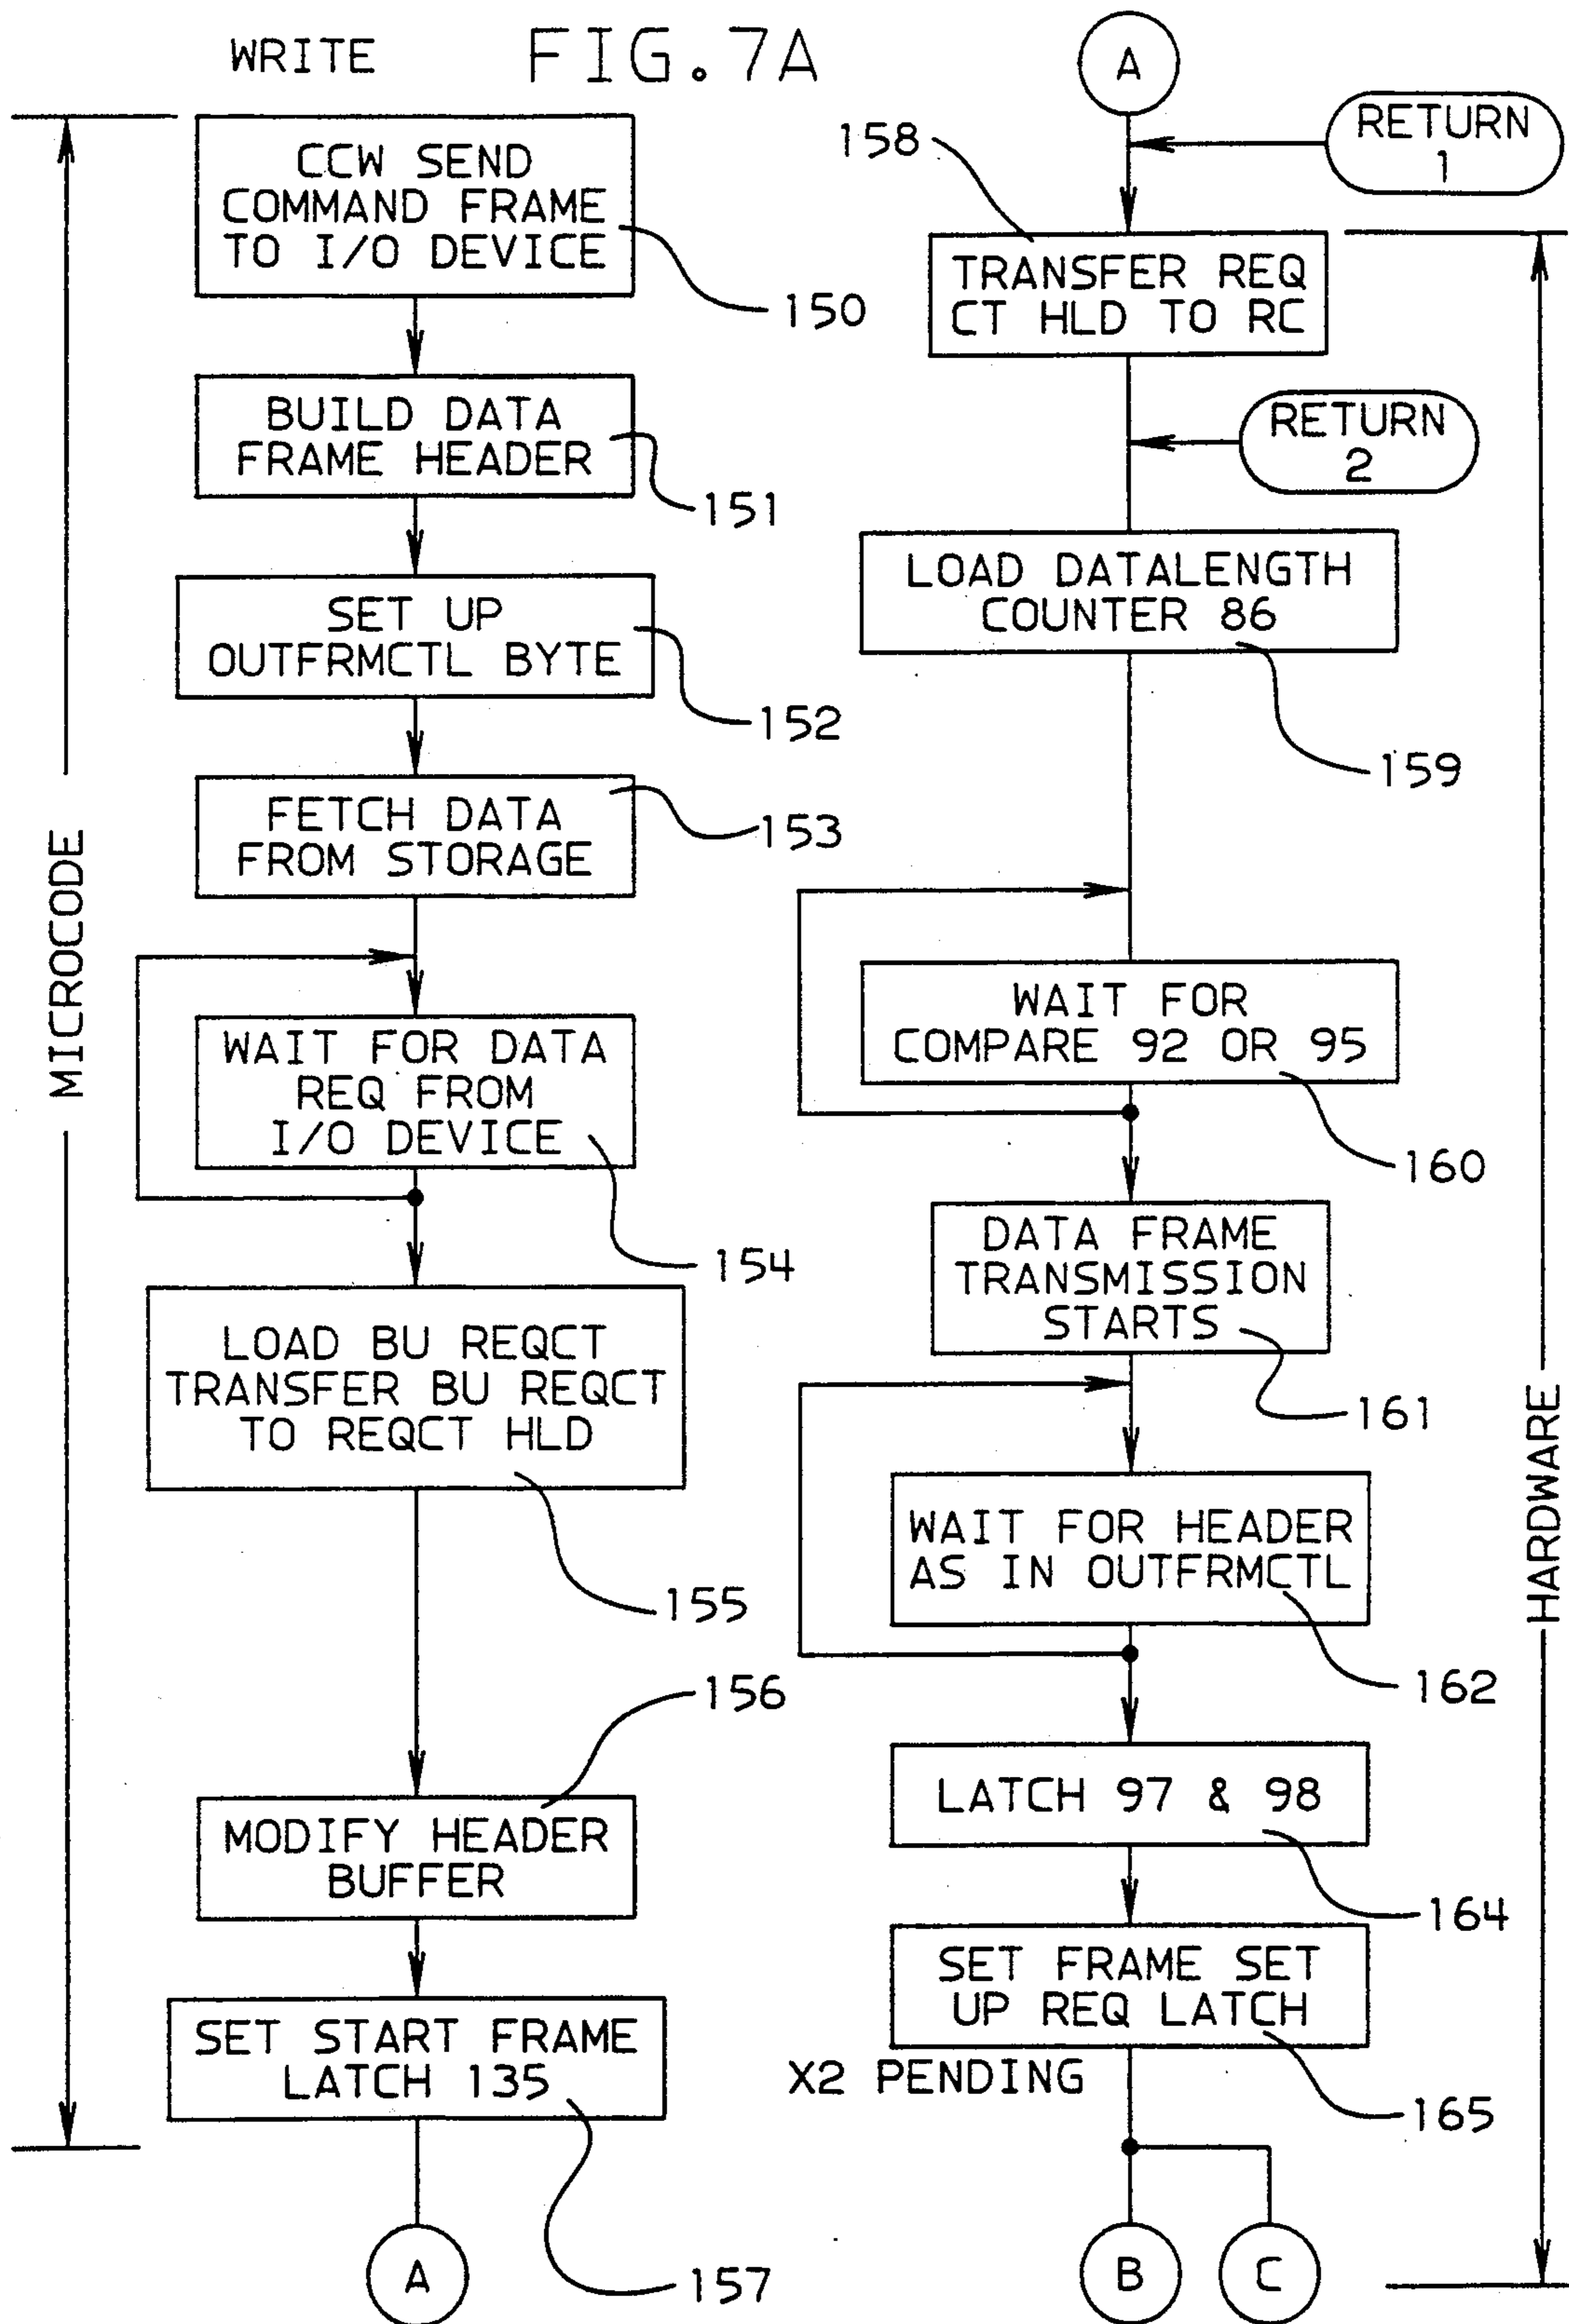 WRITE
FIG. 7A
MICROCODE
CCW SEND
COMMAND FRAME
TO I/O DEVICE
150
BUILD DATA
FRAME HEADER
151
SET UP
OUTFRMCTL BYTE
152
FETCH DATA
FROM STORAGE
153
WAIT FOR DATA
REQ FROM
I/O DEVICE
154
LOAD BU REQCT
TRANSFER BU REQCT
TO REQCT HLD
155
156
MODIFY HEADER
BUFFER
SET START FRAME
LATCH 135
157
A
A
RETURN
1
158
TRANSFER REQ
CT HLD TO RC
RETURN
2
LOAD DATALENGTH
COUNTER 86
159
WAIT FOR
COMPARE 92 OR 95
160
DATA FRAME
TRANSMISSION
STARTS
161
WAIT FOR HEADER
AS IN OUTFRMCTL
162
LATCH 97 & 98
164
SET FRAME SET
UP REQ LATCH
X2 PENDING
165
B
C
HARDWARE